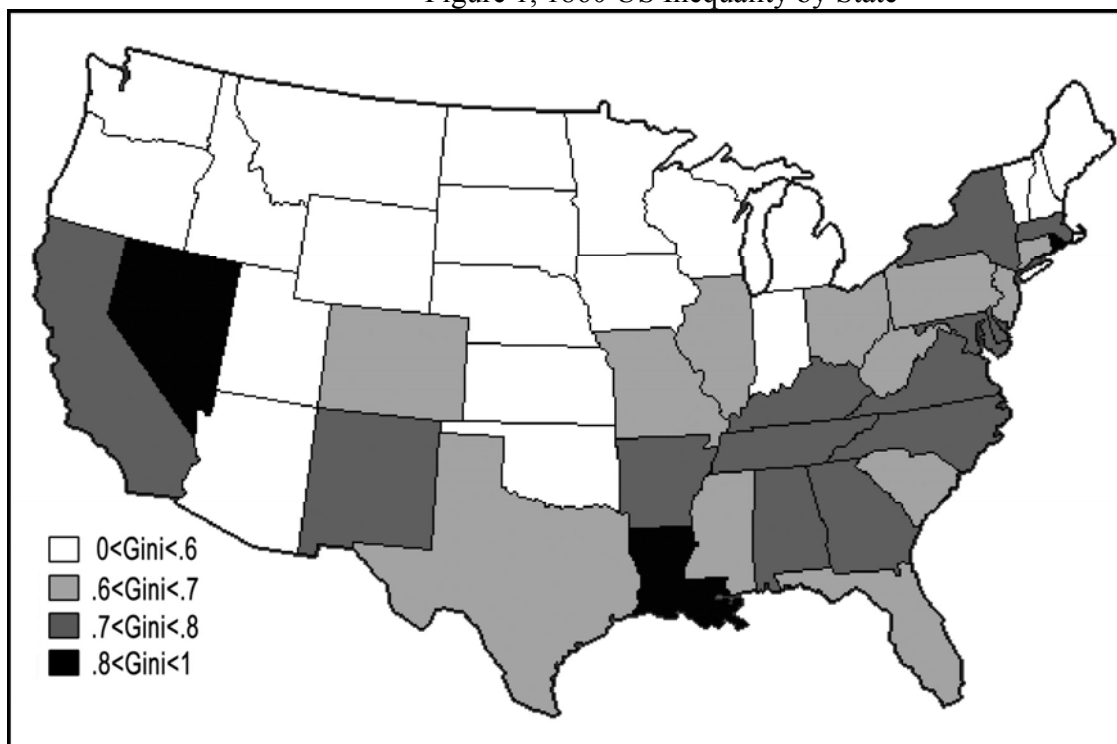 Figure 1, 1860 US Inequality by State
0<Gini<.6
.6<Gini<.7
.7<Gini<.8
.8<Gini<1